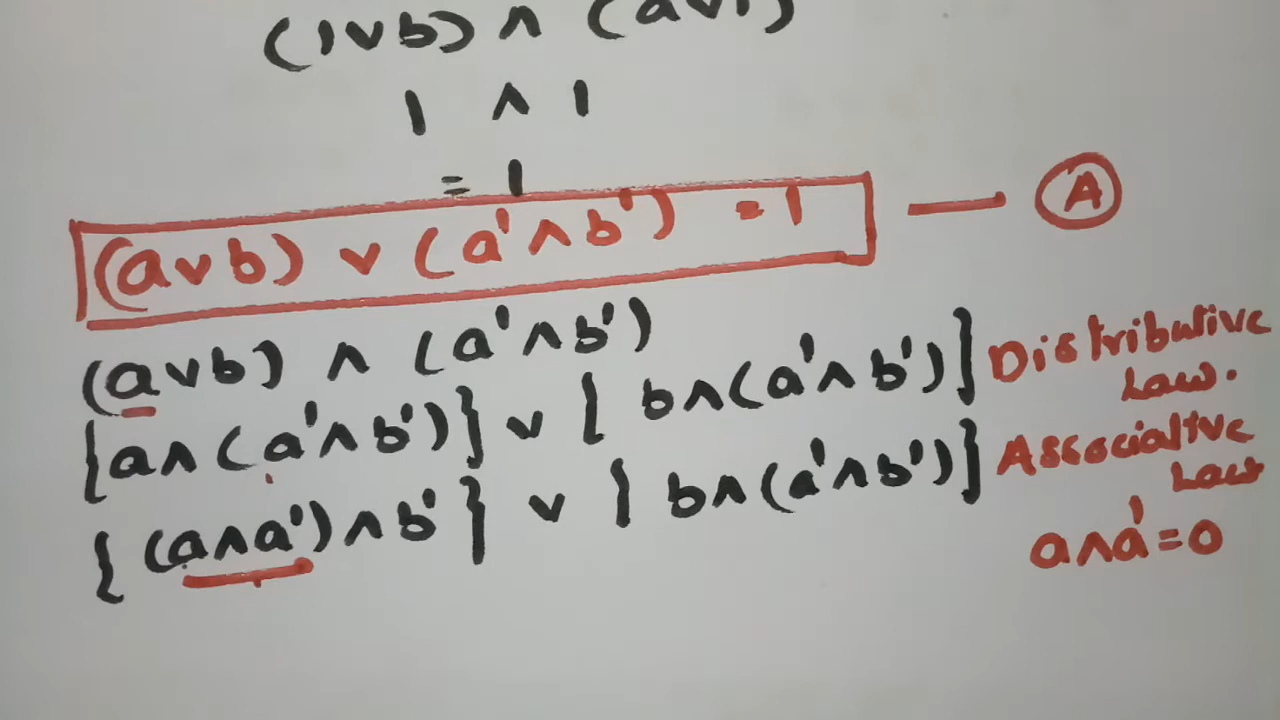 (1∨b) ∧ (a∨1)
1 ∧ 1
= 1
(a∨b) ∨ (a'∧b') = 1 — A
(a∨b) ∧ (a'∧b')
{a∧(a'∧b')} ∨ [b∧(a'∧b')] Distributive Law.
{(a∧a')∧b'} ∨ [b∧(a'∧b')] Associative Law
a∧a'=0